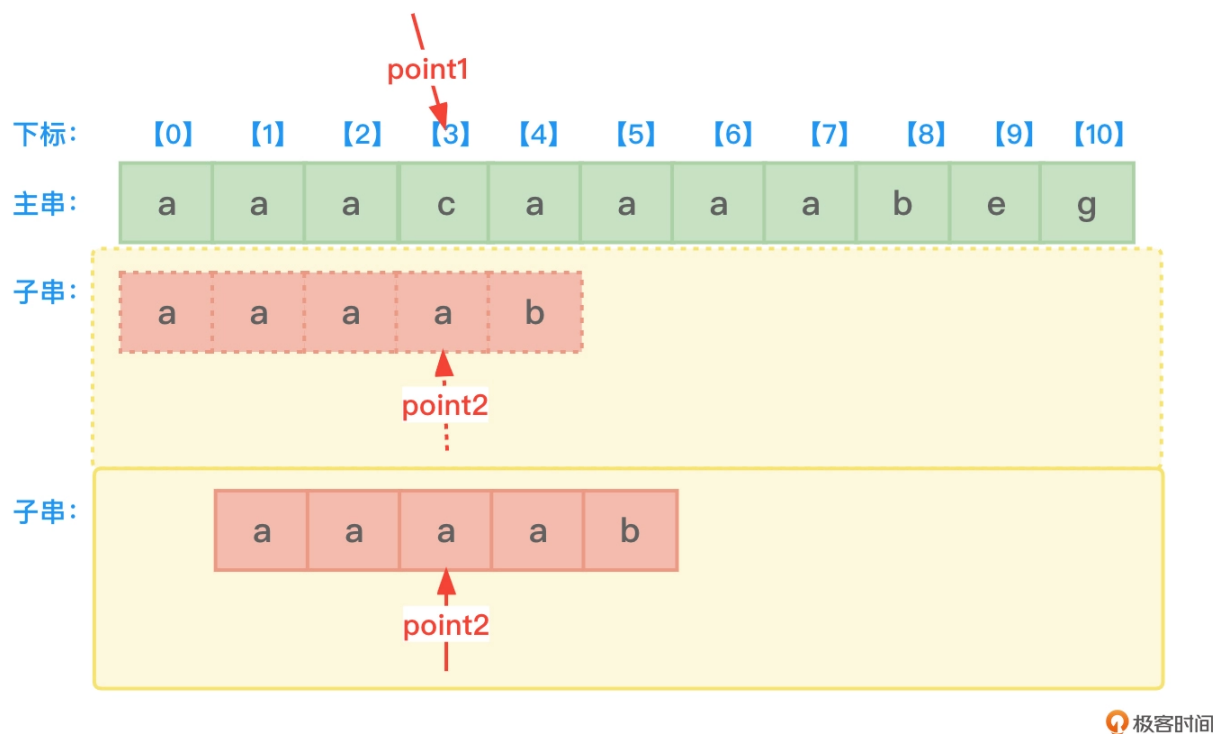 point1
下标： 【0】 【1】 【2】 【3】 【4】 【5】 【6】 【7】 【8】 【9】 【10】
主串： a a a c a a a a b e g
子串： a a a a b
point2
子串： a a a a b
point2
极客时间